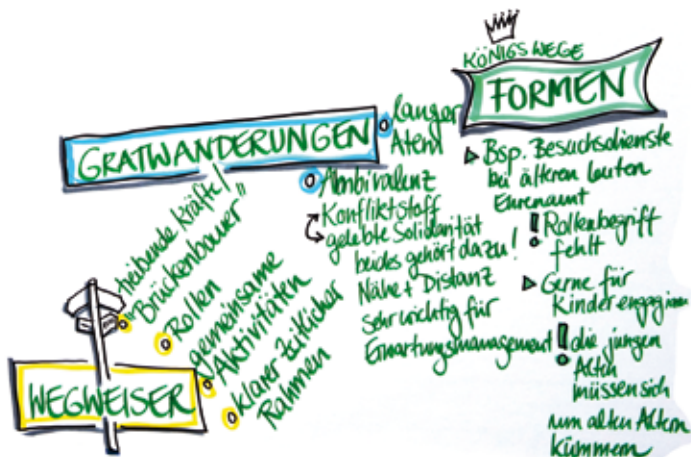 KÖNIGSWEGE
FORMEN
Bsp. Besuchsdienste
bei älteren Leuten
Ehrenamt
! Rollenbegriff
fehlt
Gerne für
Kinder engagieren
! die jungen
Alten
müssen sich
um alten Altern
kümmern
GRATWANDERUNGEN
langer
Atem
Ambivalenz
Konfliktstoff
gelebte Solidarität
beides gehört dazu!
Nähe + Distanz
Sehr wichtig für
Erwartungsmanagement
WEGWEISER
treibende Kräfte/
"Brückenbauer"
Rollen
gemeinsame
Aktivitäten
klarer zeitlicher
Rahmen